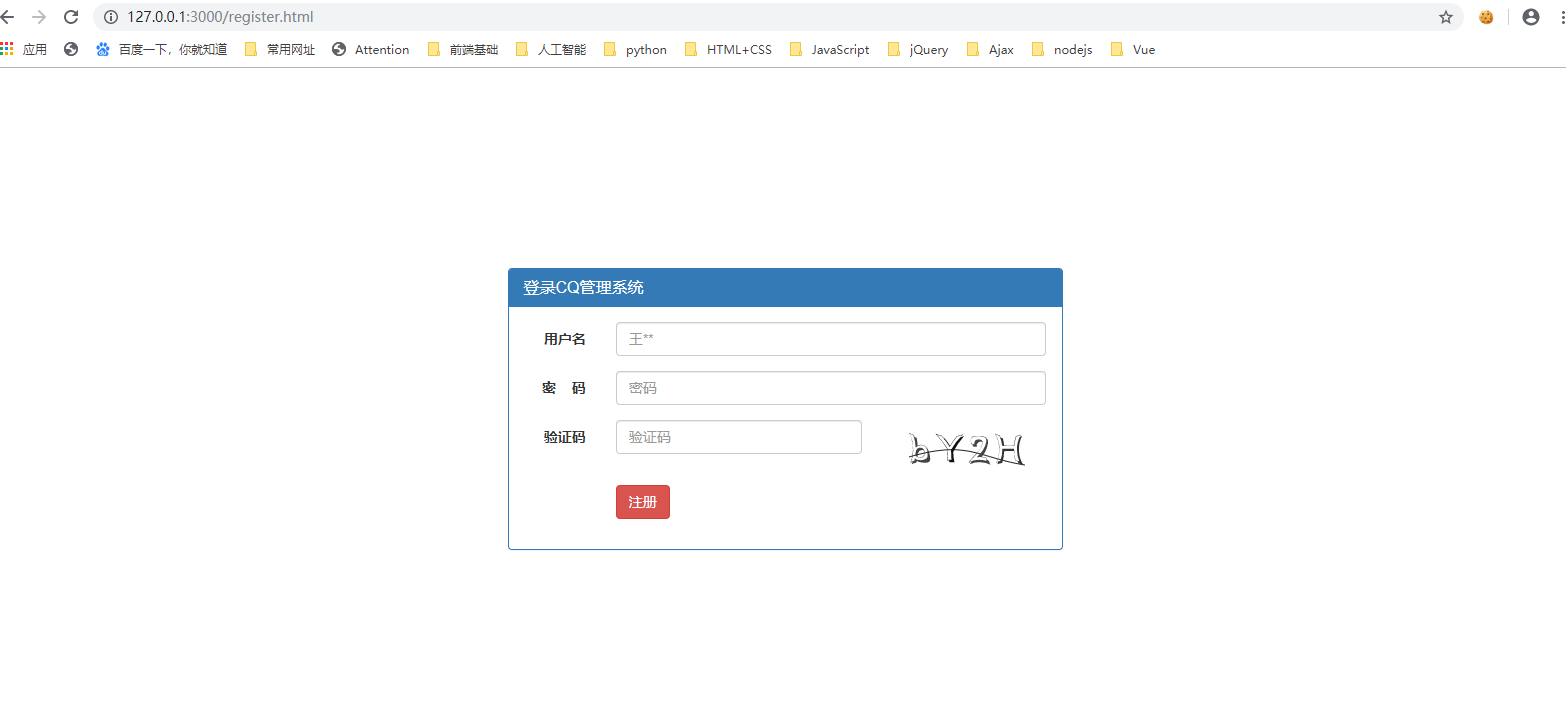 127.0.0.1:3000/register.html
应用 百度一下，你就知道 常用网址 Attention 前端基础 人工智能 python HTML+CSS JavaScript jQuery Ajax nodejs Vue
登录CQ管理系统
用户名 王**
密 码 密码
验证码 验证码 bY2H
注册